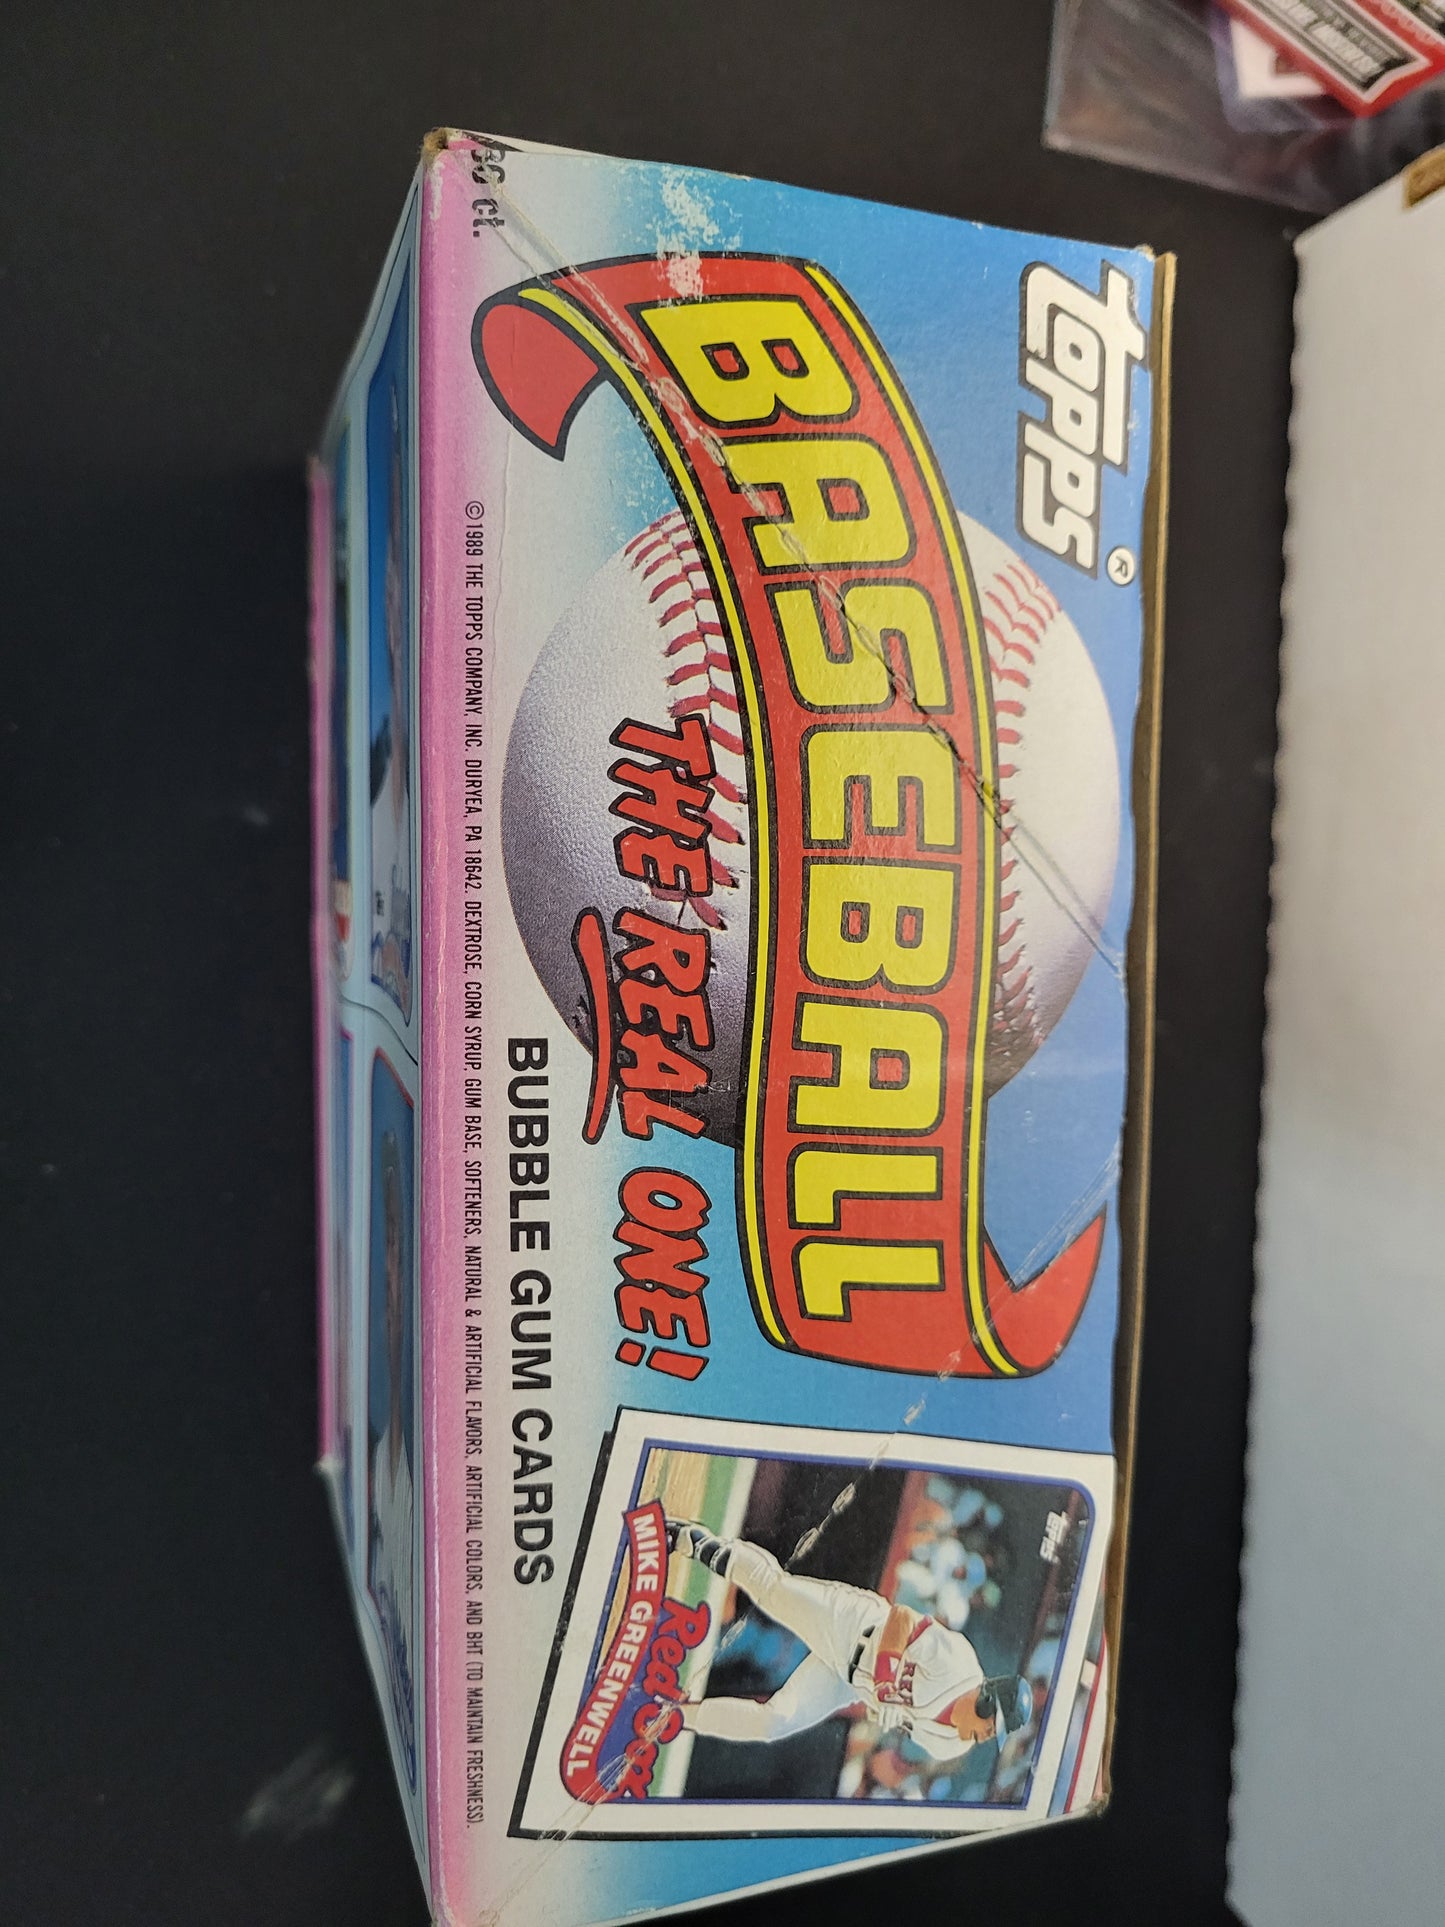 topps®
BASEBALL
THE REAL ONE!
BUBBLE GUM CARDS
ct.
©1989 THE TOPPS COMPANY, INC. DURYEA, PA 18642. DEXTROSE, CORN SYRUP, GUM BASE, SOFTENERS, NATURAL & ARTIFICIAL FLAVORS, ARTIFICIAL COLORS, AND BHT (TO MAINTAIN FRESHNESS).
TOPPS
Red Sox
MIKE GREENWELL